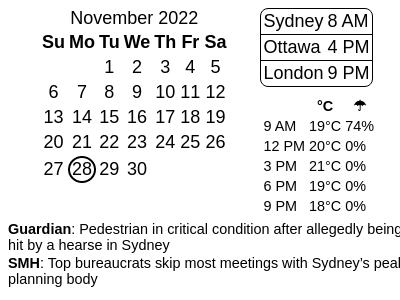 November 2022
Su Mo Tu We Th Fr Sa
1 2 3 4 5
6 7 8 9 10 11 12
13 14 15 16 17 18 19
20 21 22 23 24 25 26
27 28 29 30
Sydney 8 AM
Ottawa 4 PM
London 9 PM
°C ☂
9 AM 19°C 74%
12 PM 20°C 0%
3 PM 21°C 0%
6 PM 19°C 0%
9 PM 18°C 0%
Guardian: Pedestrian in critical condition after allegedly being
hit by a hearse in Sydney
SMH: Top bureaucrats skip most meetings with Sydney's
planning body